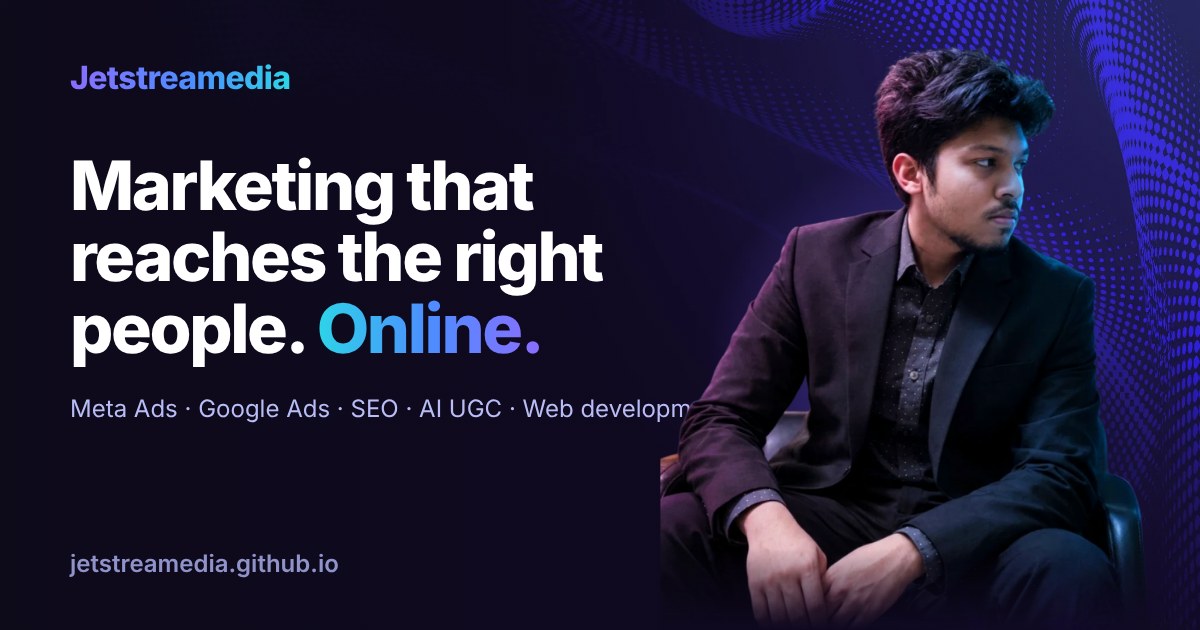 Jetstreamedia
Marketing that
reaches the right
people. Online.
Meta Ads · Google Ads · SEO · AI UGC · Web developm
jetstreamedia.github.io